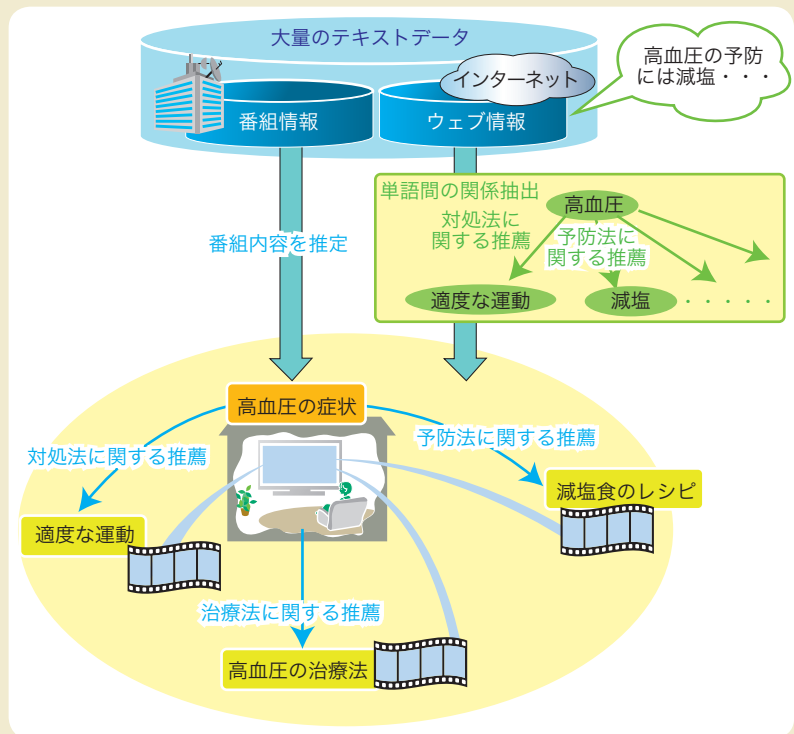 大量のテキストデータ
インターネット
番組情報
ウェブ情報
高血圧の予防
には減塩・・・
単語間の関係抽出
高血圧
対処法に
関する推薦
予防法に
関する推薦
適度な運動
減塩
・・・・・
番組内容を推定
高血圧の症状
対処法に関する推薦
予防法に関する推薦
適度な運動
減塩食のレシピ
治療法に関する推薦
高血圧の治療法